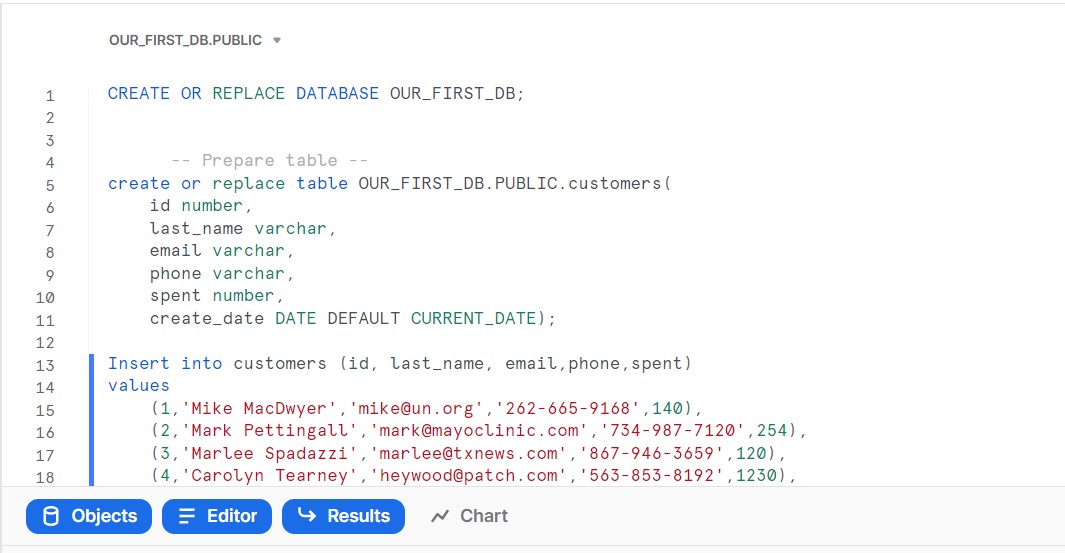 OUR_FIRST_DB.PUBLIC
1 CREATE OR REPLACE DATABASE OUR_FIRST_DB;
2
3
4 -- Prepare table --
5 create or replace table OUR_FIRST_DB.PUBLIC.customers(
6 id number,
7 last_name varchar,
8 email varchar,
9 phone varchar,
10 spent number,
11 create_date DATE DEFAULT CURRENT_DATE);
12
13 Insert into customers (id, last_name, email,phone,spent)
14 values
15 (1,'Mike MacDwyer','mike@un.org','262-665-9168',140),
16 (2,'Mark Pettingall','mark@mayoclinic.com','734-987-7120',254),
17 (3,'Marlee Spadazzi','marlee@txnews.com','867-946-3659',120),
18 (4,'Carolyn Tearney','heywood@patch.com','563-853-8192',1230),
Objects Editor Results Chart